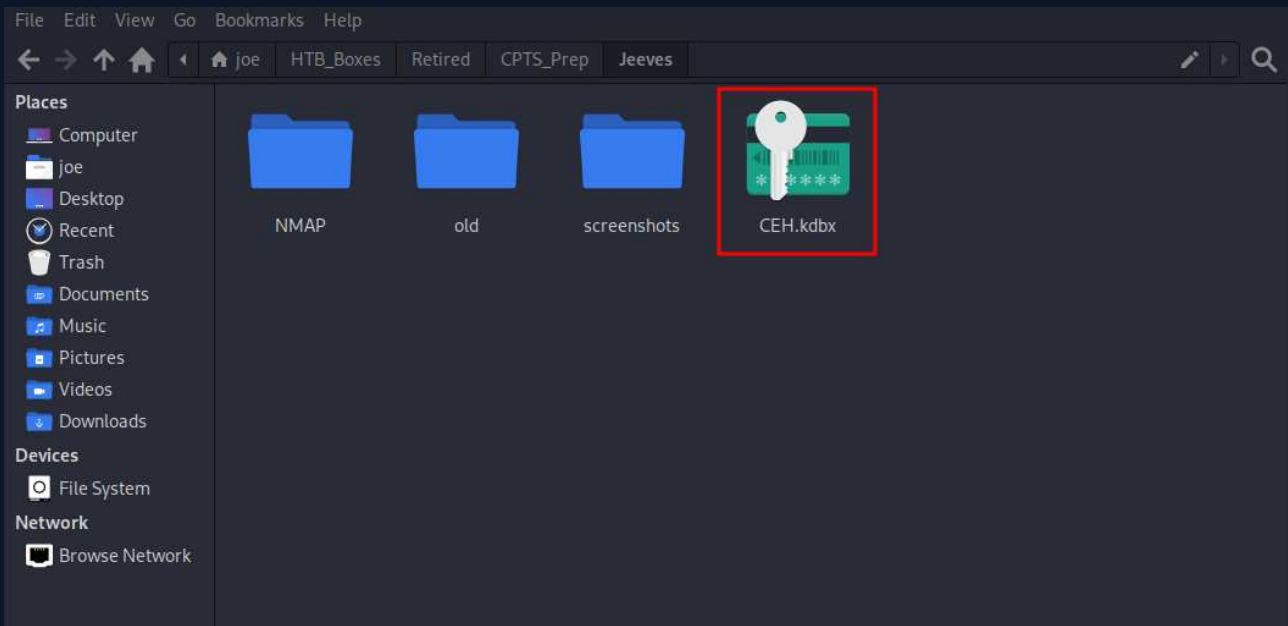 File Edit View Go Bookmarks Help
joe HTB_Boxes Retired CPTS_Prep Jeeves
Places
Computer
joe
Desktop
Recent
Trash
Documents
Music
Pictures
Videos
Downloads
Devices
File System
Network
Browse Network
NMAP old screenshots CEH.kdbx